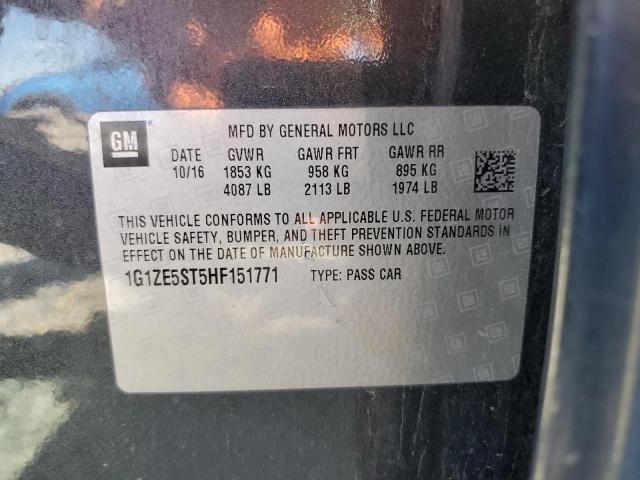 GM
MFD BY GENERAL MOTORS LLC
DATE GVWR GAWR FRT GAWR RR
10/16 1853 KG 958 KG 895 KG
4087 LB 2113 LB 1974 LB
THIS VEHICLE CONFORMS TO ALL APPLICABLE U.S. FEDERAL MOTOR
VEHICLE SAFETY, BUMPER, AND THEFT PREVENTION STANDARDS IN
EFFECT ON THE DATE OF MANUFACTURE SHOWN ABOVE.
1G1ZE5ST5HF151771 TYPE: PASS CAR